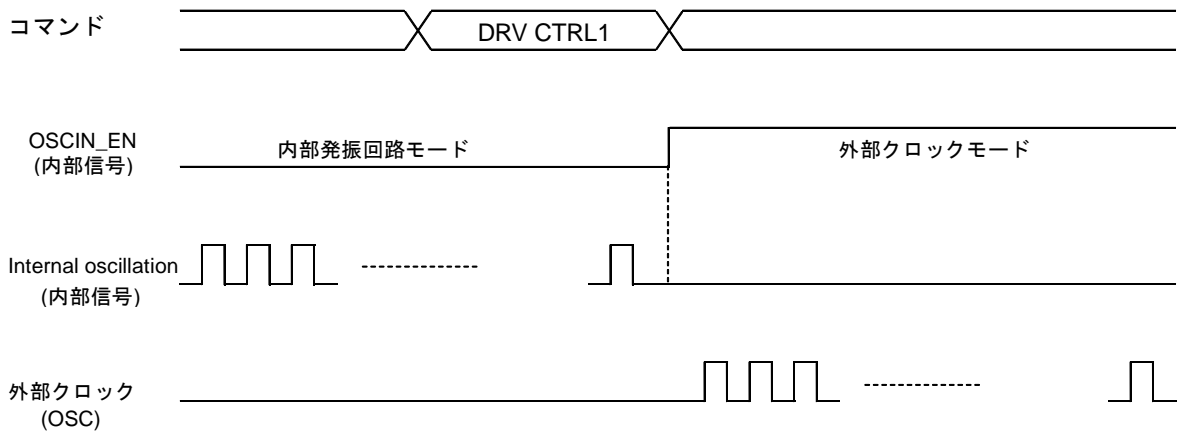 コマンド
DRV CTRL1
OSCIN_EN
(内部信号)
内部発振回路モード
外部クロックモード
Internal oscillation
(内部信号)
外部クロック
(OSC)